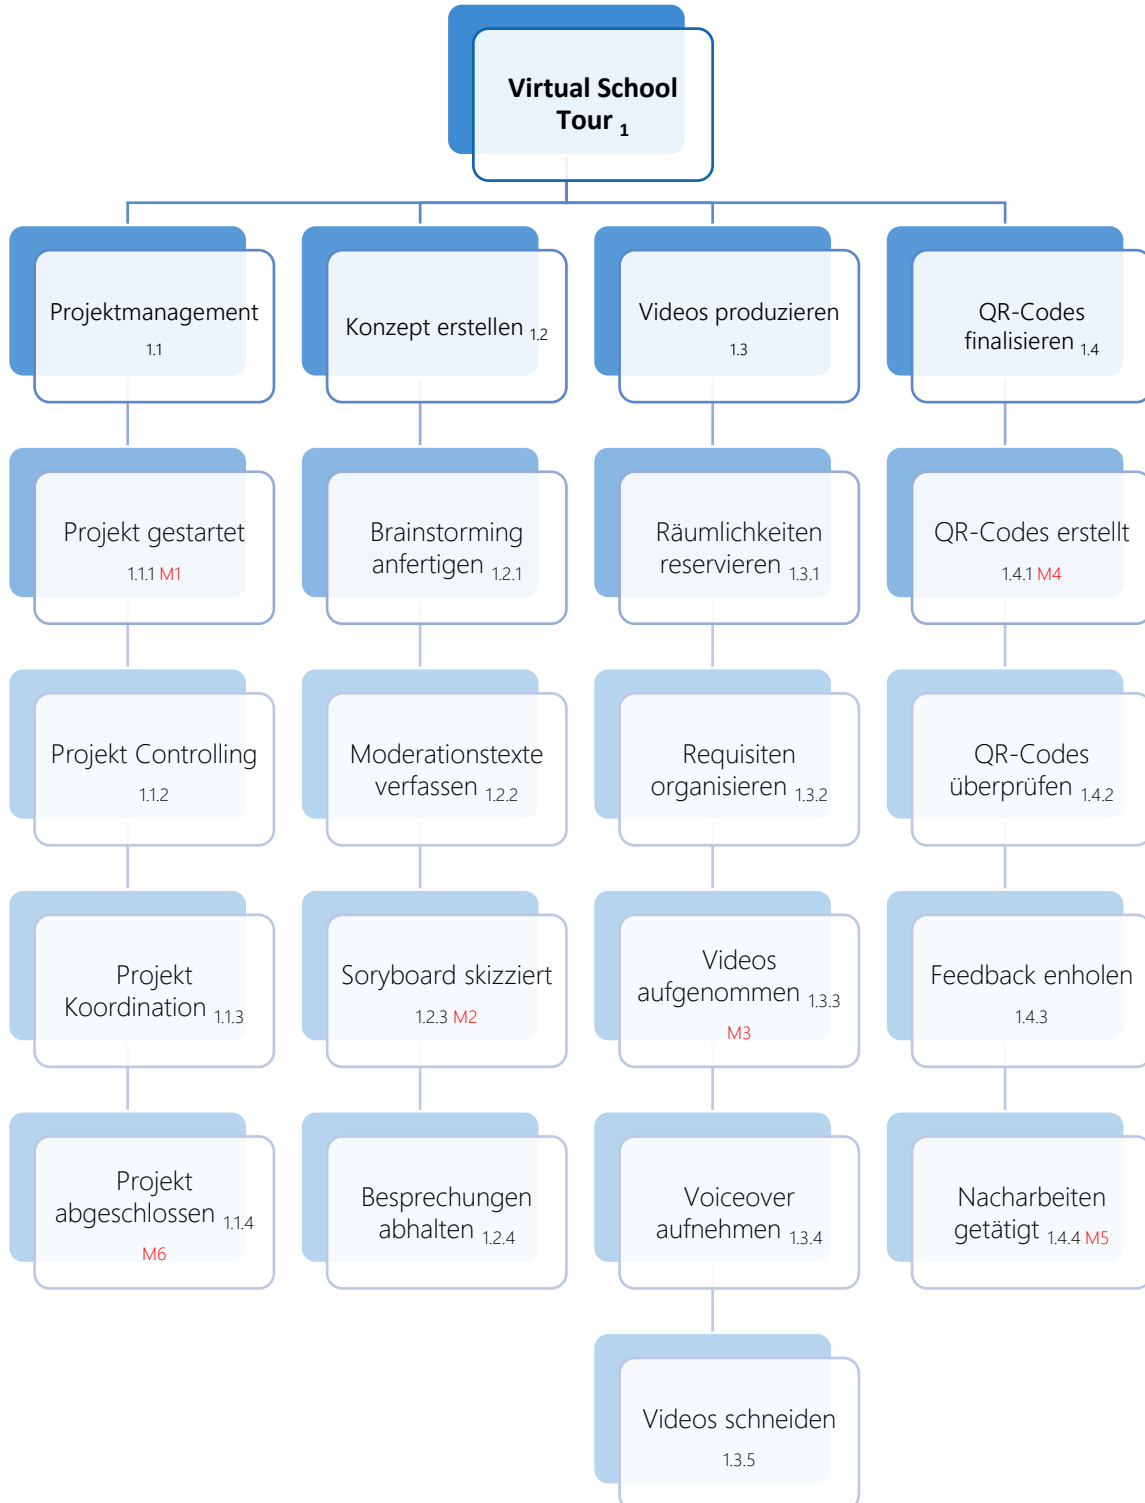 Virtual School
Tour 1
Projektmanagement
1.1
Konzept erstellen 1.2
Videos produzieren
1.3
QR-Codes
finalisieren 1.4
Projekt gestartet
1.1.1 M1
Brainstorming
anfertigen 1.2.1
Räumlichkeiten
reservieren 1.3.1
QR-Codes erstellt
1.4.1 M4
Projekt Controlling
1.1.2
Moderationstexte
verfassen 1.2.2
Requisiten
organisieren 1.3.2
QR-Codes
überprüfen 1.4.2
Projekt
Koordination 1.1.3
Soryboard skizziert
1.2.3 M2
Videos
aufgenommen 1.3.3
M3
Feedback enholen
1.4.3
Projekt
abgeschlossen 1.1.4
M6
Besprechungen
abhalten 1.2.4
Voiceover
aufnehmen 1.3.4
Nacharbeiten
getätigt 1.4.4 M5
Videos schneiden
1.3.5